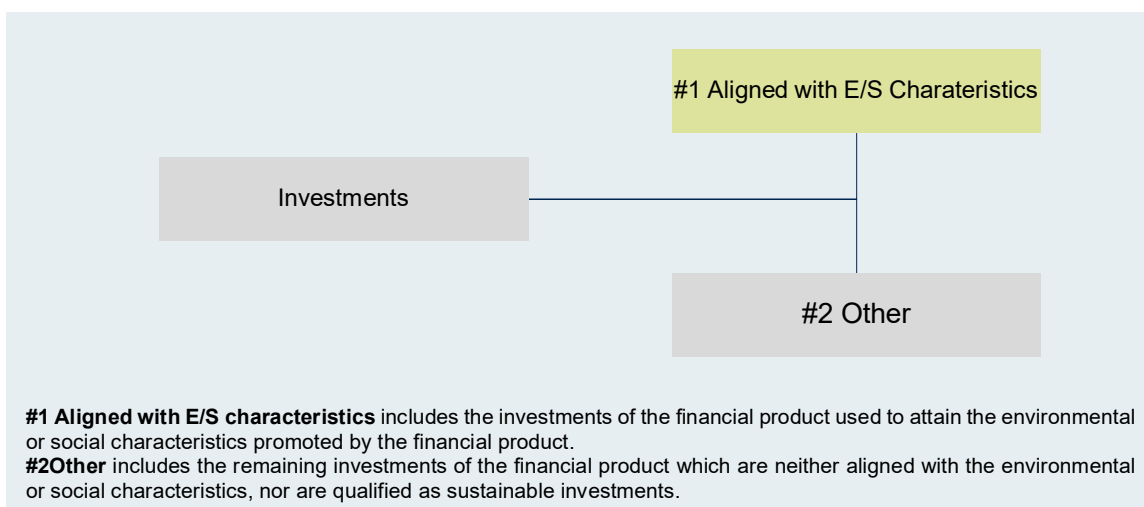 #1 Aligned with E/S Charateristics
Investments
#2 Other
#1 Aligned with E/S characteristics includes the investments of the financial product used to attain the environmental
or social characteristics promoted by the financial product.
#2Other includes the remaining investments of the financial product which are neither aligned with the environmental
or social characteristics, nor are qualified as sustainable investments.